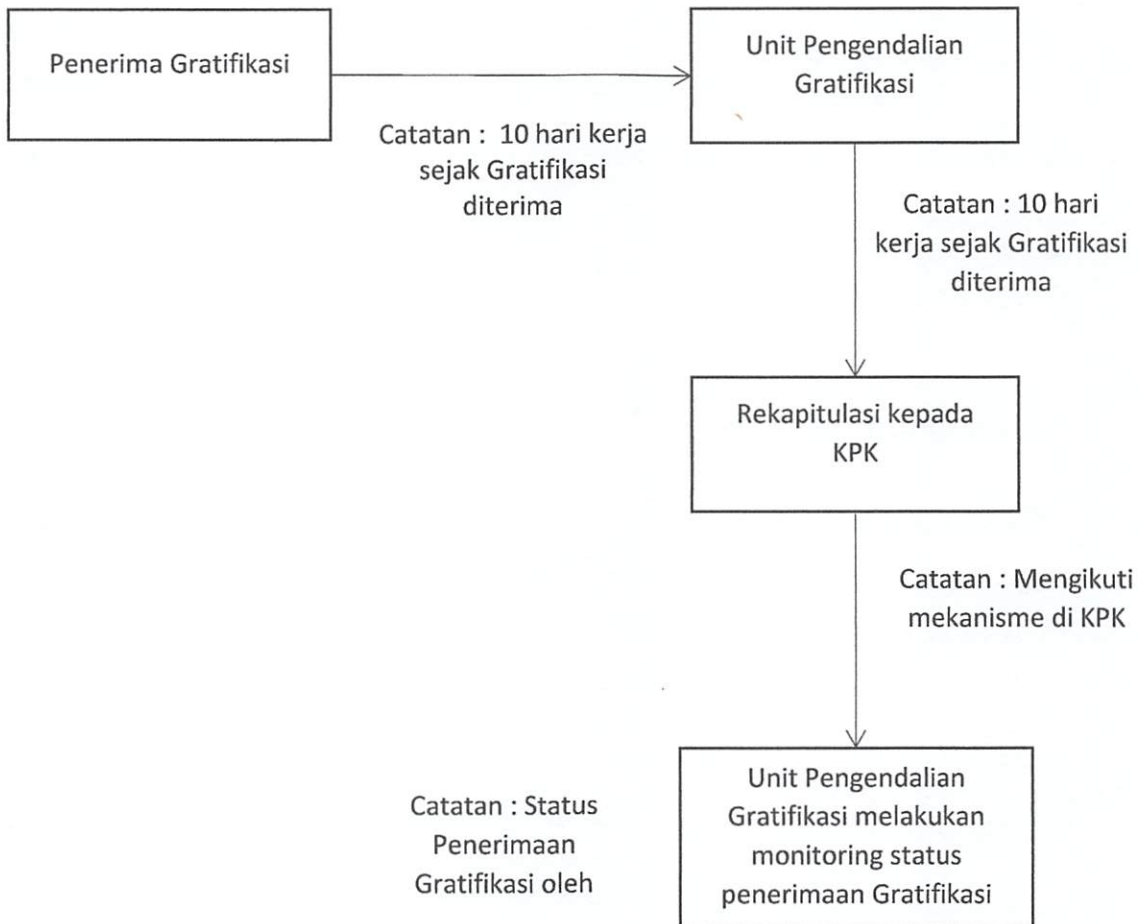 Penerima Gratifikasi
Unit Pengendalian
Gratifikasi
Catatan : 10 hari kerja
sejak Gratifikasi
diterima
Catatan : 10 hari
kerja sejak Gratifikasi
diterima
Rekapitulasi kepada
KPK
Catatan : Mengikuti
mekanisme di KPK
Catatan : Status
Penerimaan
Gratifikasi oleh
Unit Pengendalian
Gratifikasi melakukan
monitoring status
penerimaan Gratifikasi